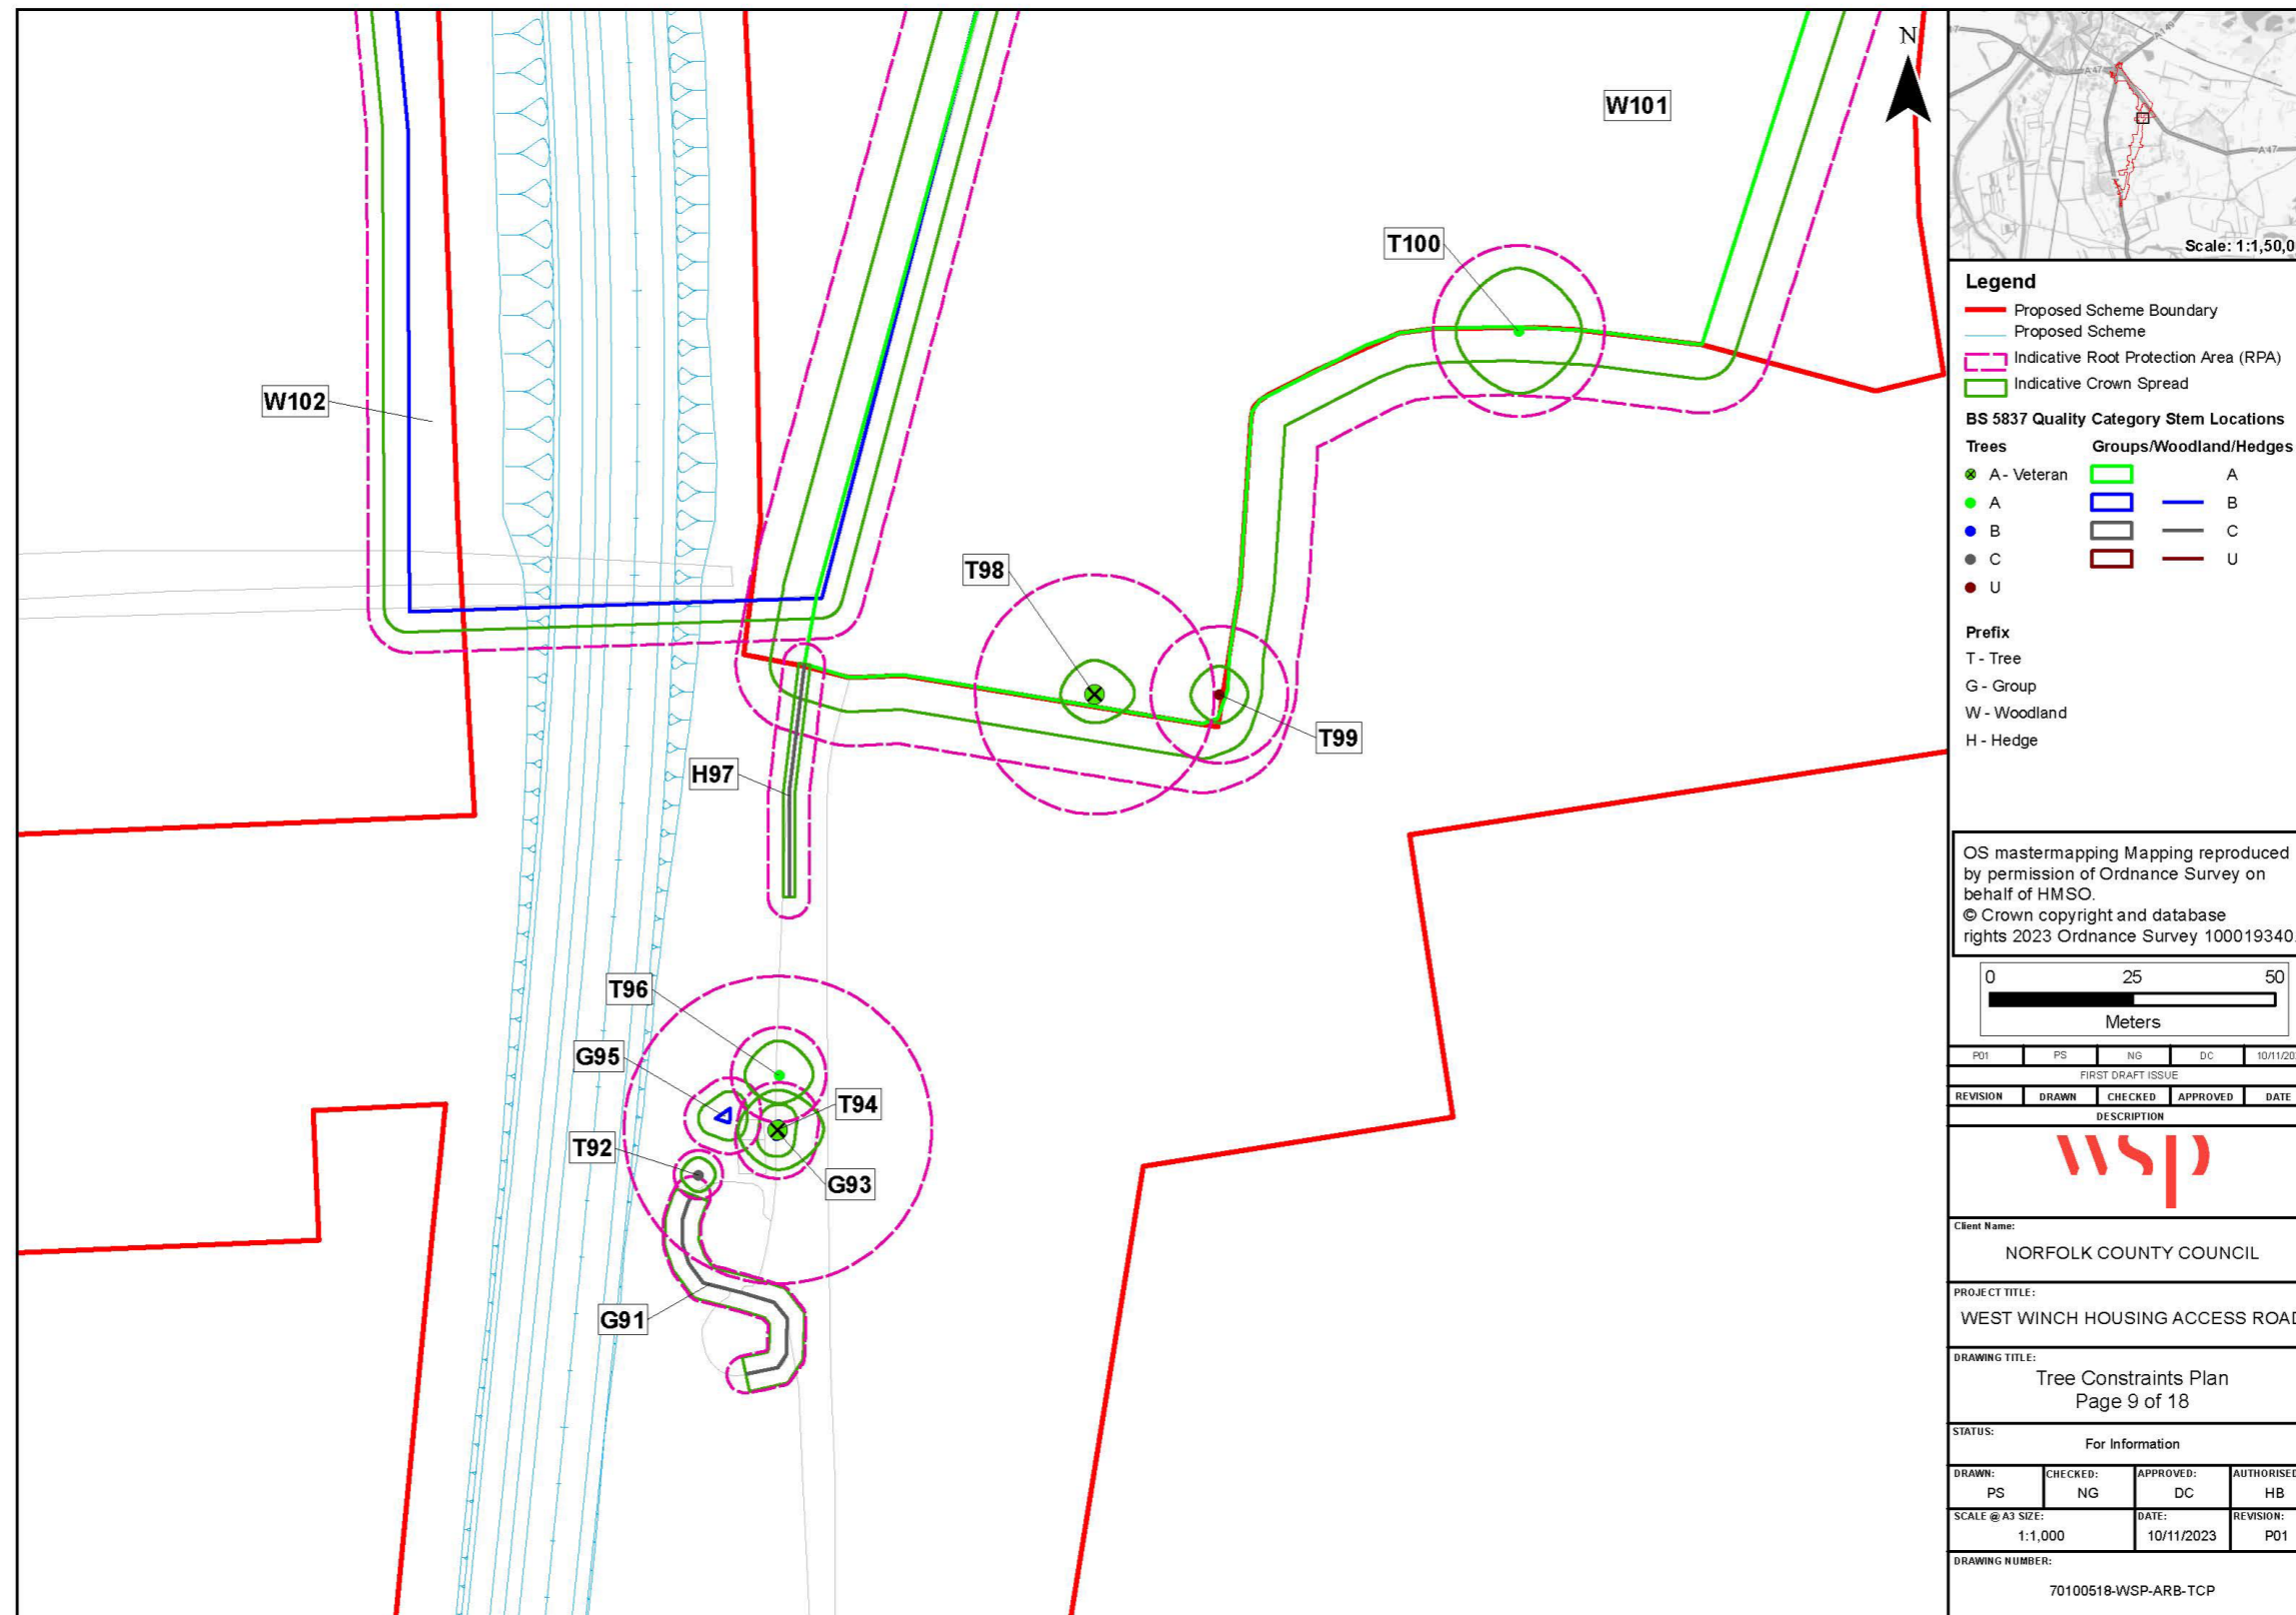 N
W101
T100
W102
T98
T99
H97
T96
G95
T94
T92
G93
G91
A149
A47
A47
Scale: 1:1,50,0
Legend
Proposed Scheme Boundary
Proposed Scheme
Indicative Root Protection Area (RPA)
Indicative Crown Spread
BS 5837 Quality Category Stem Locations
Trees Groups/Woodland/Hedges
A - Veteran A
A B
B C
C U
U
Prefix
T - Tree
G - Group
W - Woodland
H - Hedge
OS mastermapping Mapping reproduced
by permission of Ordnance Survey on
behalf of HMSO.
© Crown copyright and database
rights 2023 Ordnance Survey 100019340.
0 25 50
Meters
P01 PS NG DC 10/11/20
FIRST DRAFT ISSUE
REVISION DRAWN CHECKED APPROVED DATE
DESCRIPTION
wsp
Client Name:
NORFOLK COUNTY COUNCIL
PROJECT TITLE:
WEST WINCH HOUSING ACCESS ROAD
DRAWING TITLE:
Tree Constraints Plan
Page 9 of 18
STATUS:
For Information
DRAWN: CHECKED: APPROVED: AUTHORISED
PS NG DC HB
SCALE @ A3 SIZE: DATE: REVISION:
1:1,000 10/11/2023 P01
DRAWING NUMBER:
70100518-WSP-ARB-TCP